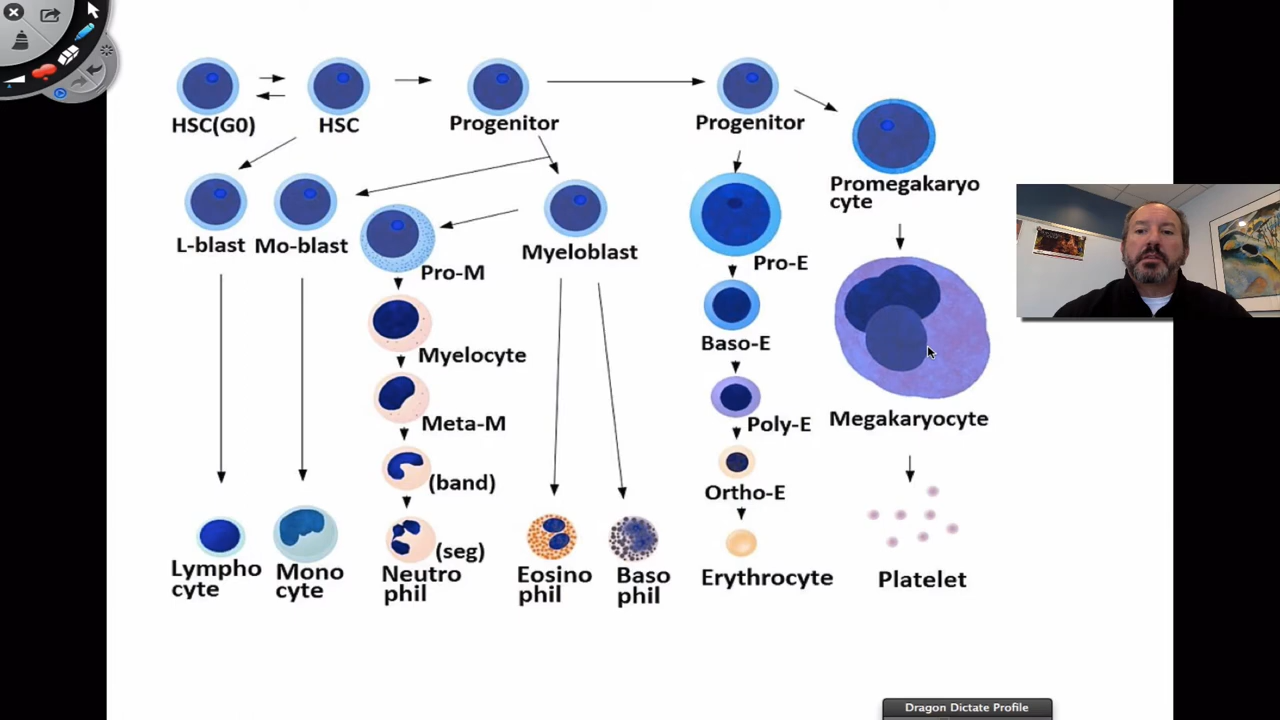 HSC(G0)
HSC
Progenitor
Progenitor
Promegakaryo
cyte
L-blast
Mo-blast
Pro-M
Myeloblast
Pro-E
Baso-E
Myelocyte
Meta-M
Poly-E
Megakaryocyte
(band)
Ortho-E
(seg)
Lympho
cyte
Mono
cyte
Neutro
phil
Eosino
phil
Baso
phil
Erythrocyte
Platelet
Dragon Dictate Profile